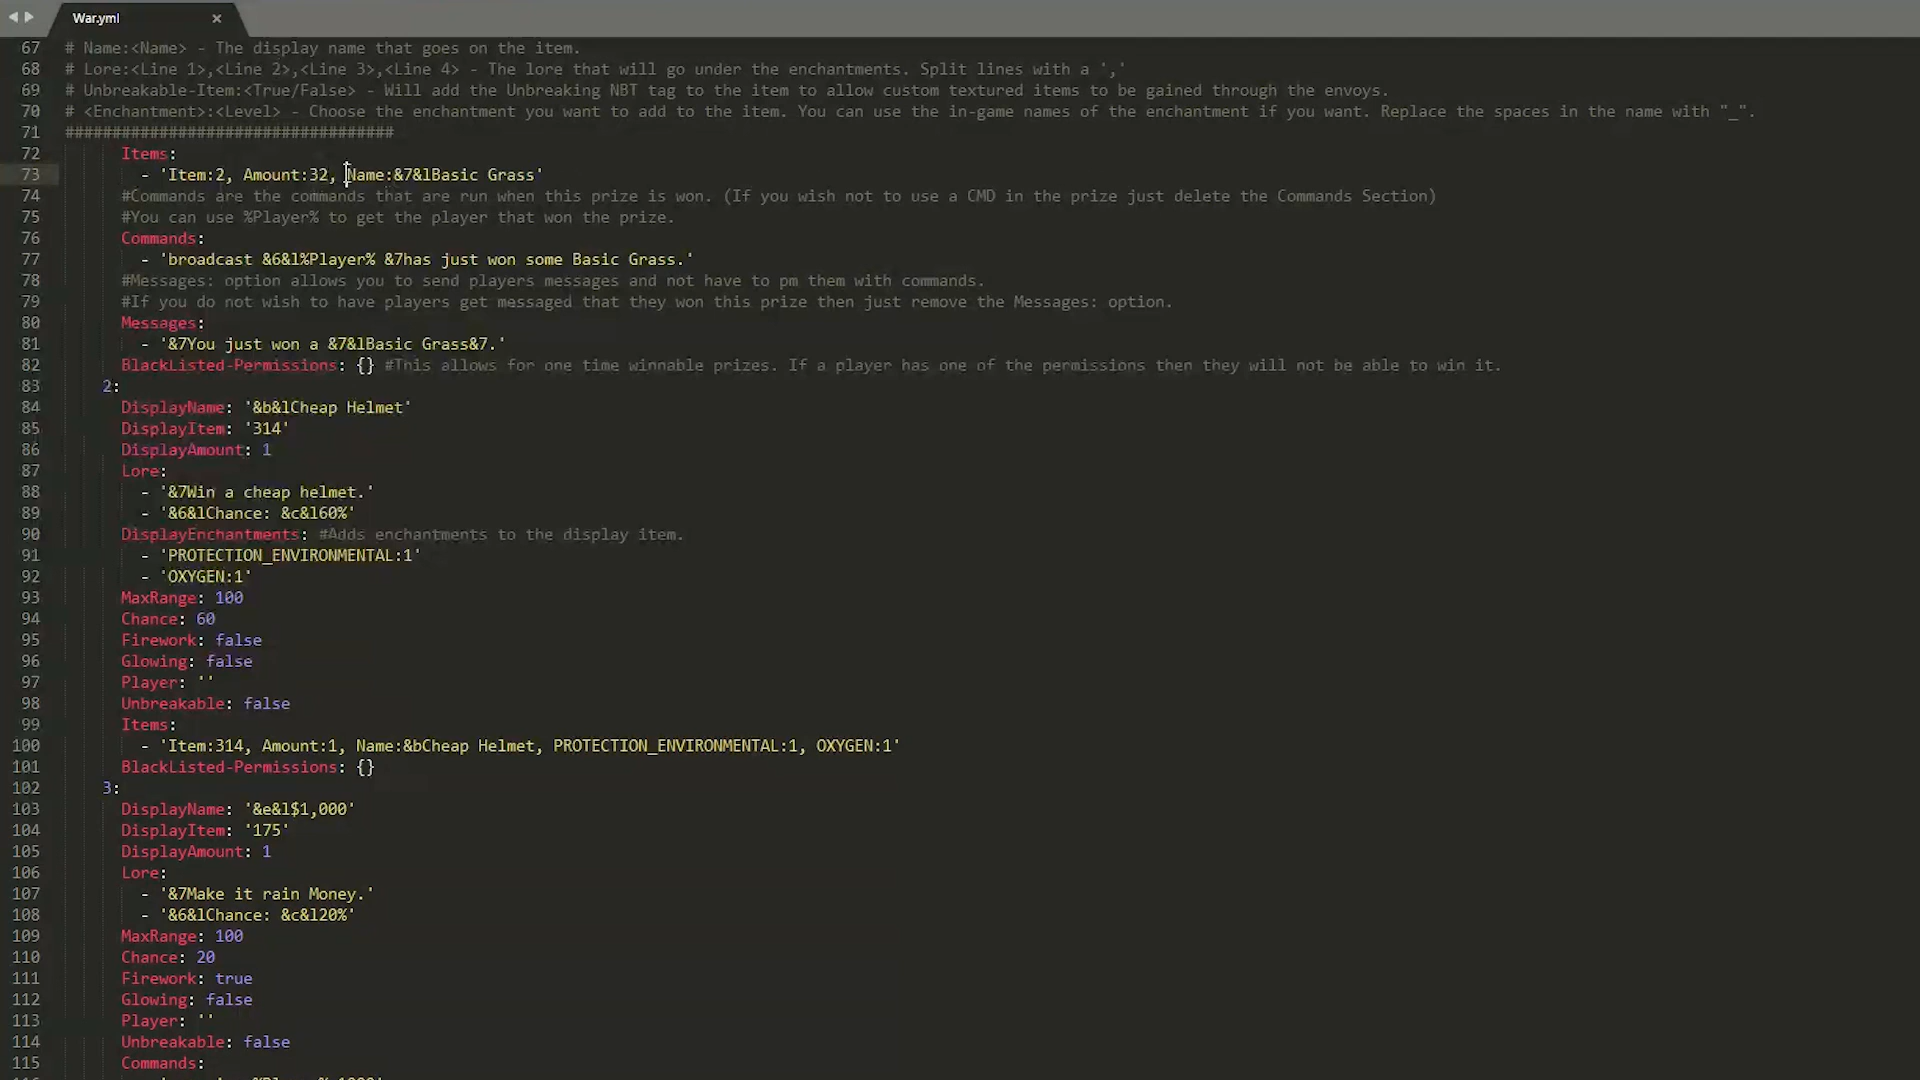 War.yml
67 # Name:<Name> - The display name that goes on the item.
68 # Lore:<Line 1>,<Line 2>,<Line 3>,<Line 4> - The lore that will go under the enchantments. Split lines with a ','
69 # Unbreakable-Item:<True/False> - Will add the Unbreaking NBT tag to the item to allow custom textured items to be gained through the envoys.
70 # <Enchantment>:<Level> - Choose the enchantment you want to add to the item. You can use the in-game names of the enchantment if you want. Replace the spaces in the name with "_".
71 ###################################
72 Items:
73 - 'Item:2, Amount:32, Name:&7&lBasic Grass'
74 #Commands are the commands that are run when this prize is won. (If you wish not to use a CMD in the prize just delete the Commands Section)
75 #You can use %Player% to get the player that won the prize.
76 Commands:
77 - 'broadcast &6&l%Player% &7has just won some Basic Grass.'
78 #Messages: option allows you to send players messages and not have to pm them with commands.
79 #If you do not wish to have players get messaged that they won this prize then just remove the Messages: option.
80 Messages:
81 - '&7You just won a &7&lBasic Grass&7.'
82 BlackListed-Permissions: {} #This allows for one time winnable prizes. If a player has one of the permissions then they will not be able to win it.
83 2:
84 DisplayName: '&b&lCheap Helmet'
85 DisplayItem: '314'
86 DisplayAmount: 1
87 Lore:
88 - '&7Win a cheap helmet.'
89 - '&6&lChance: &c&l60%'
90 DisplayEnchantments: #Adds enchantments to the display item.
91 - 'PROTECTION_ENVIRONMENTAL:1'
92 - 'OXYGEN:1'
93 MaxRange: 100
94 Chance: 60
95 Firework: false
96 Glowing: false
97 Player: ''
98 Unbreakable: false
99 Items:
100 - 'Item:314, Amount:1, Name:&bCheap Helmet, PROTECTION_ENVIRONMENTAL:1, OXYGEN:1'
101 BlackListed-Permissions: {}
102 3:
103 DisplayName: '&e&l$1,000'
104 DisplayItem: '175'
105 DisplayAmount: 1
106 Lore:
107 - '&7Make it rain Money.'
108 - '&6&lChance: &c&l20%'
109 MaxRange: 100
110 Chance: 20
111 Firework: true
112 Glowing: false
113 Player: ''
114 Unbreakable: false
115 Commands: